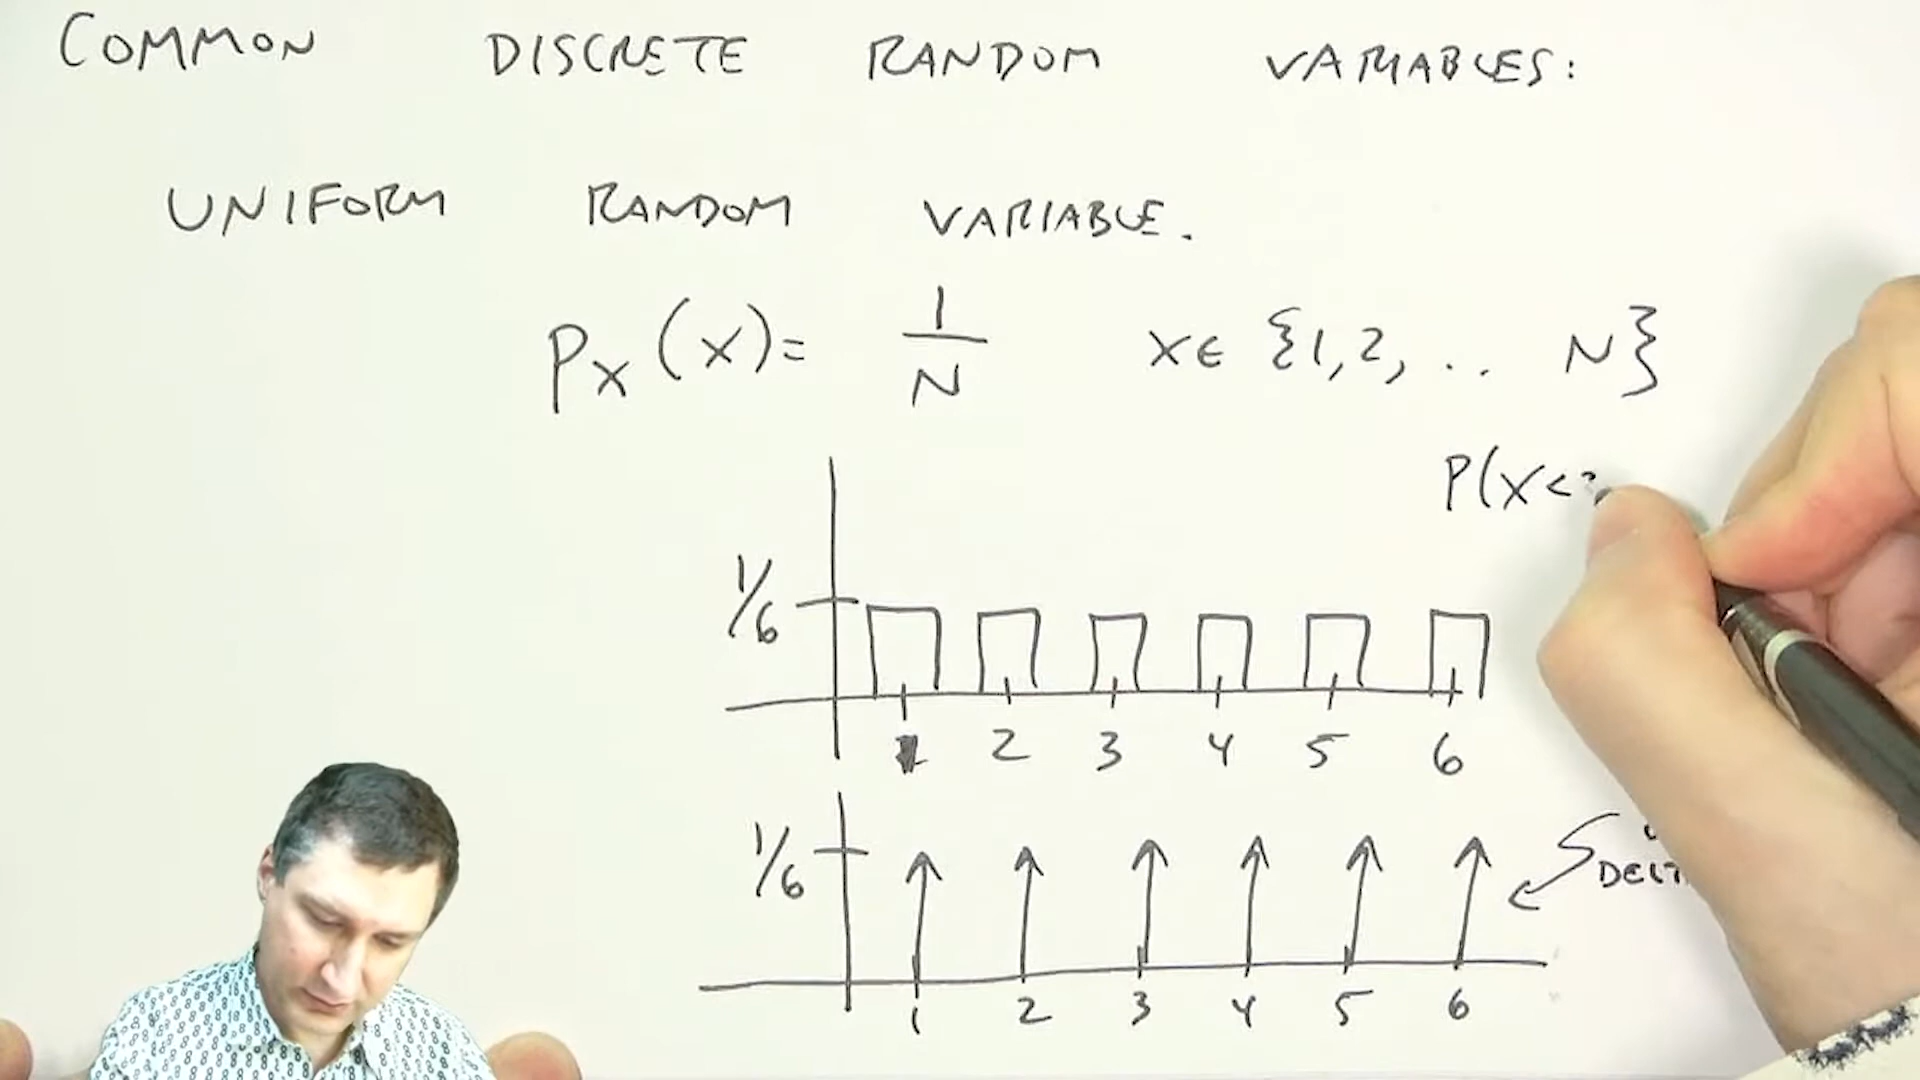 COMMON DISCRETE RANDOM VARIABLES:
UNIFORM RANDOM VARIABLE.
Px(x)= 1/N x∈ {1,2, .. N}
P(X<
1/6
1 2 3 4 5 6
1/6
1 2 3 4 5 6